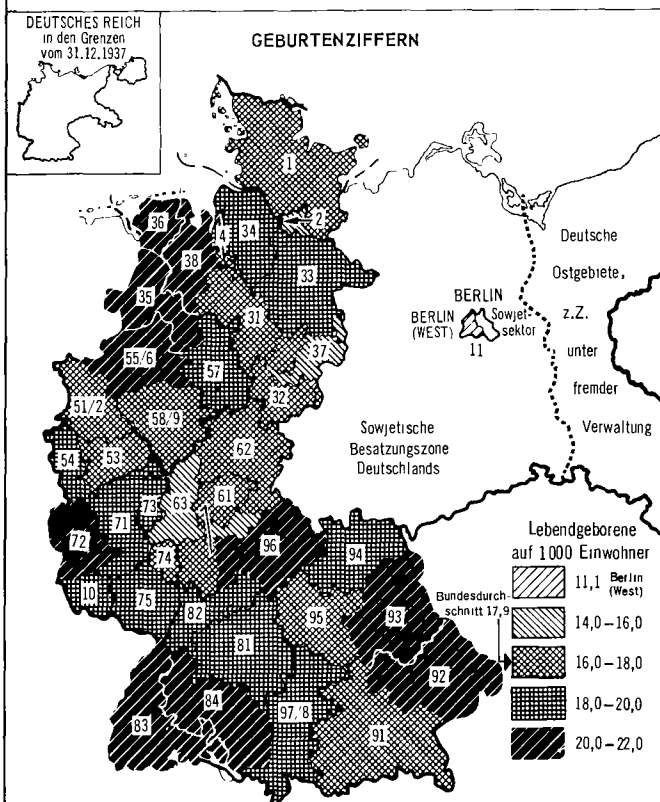 DEUTSCHES REICH
in den Grenzen
vom 31.12.1937
GEBURTENZIFFERN
1
2
36
4
34
38
33
35
31
37
55/6
57
32
51/2
58/9
62
54
53
63
61
73
71
72
74
96
94
10
75
82
95
93
81
92
84
83
97/8
91
BERLIN
BERLIN
(WEST)
Sowjet-
sektor
11
Deutsche
Ostgebiete,
z.Z.
unter
fremder
Verwaltung
Sowjetische
Besatzungszone
Deutschlands
Lebendgeborene
auf 1000 Einwohner
11,1 Berlin
(West)
Bundesdurch-
schnitt 17,9
14,0–16,0
16,0–18,0
18,0–20,0
20,0–22,0